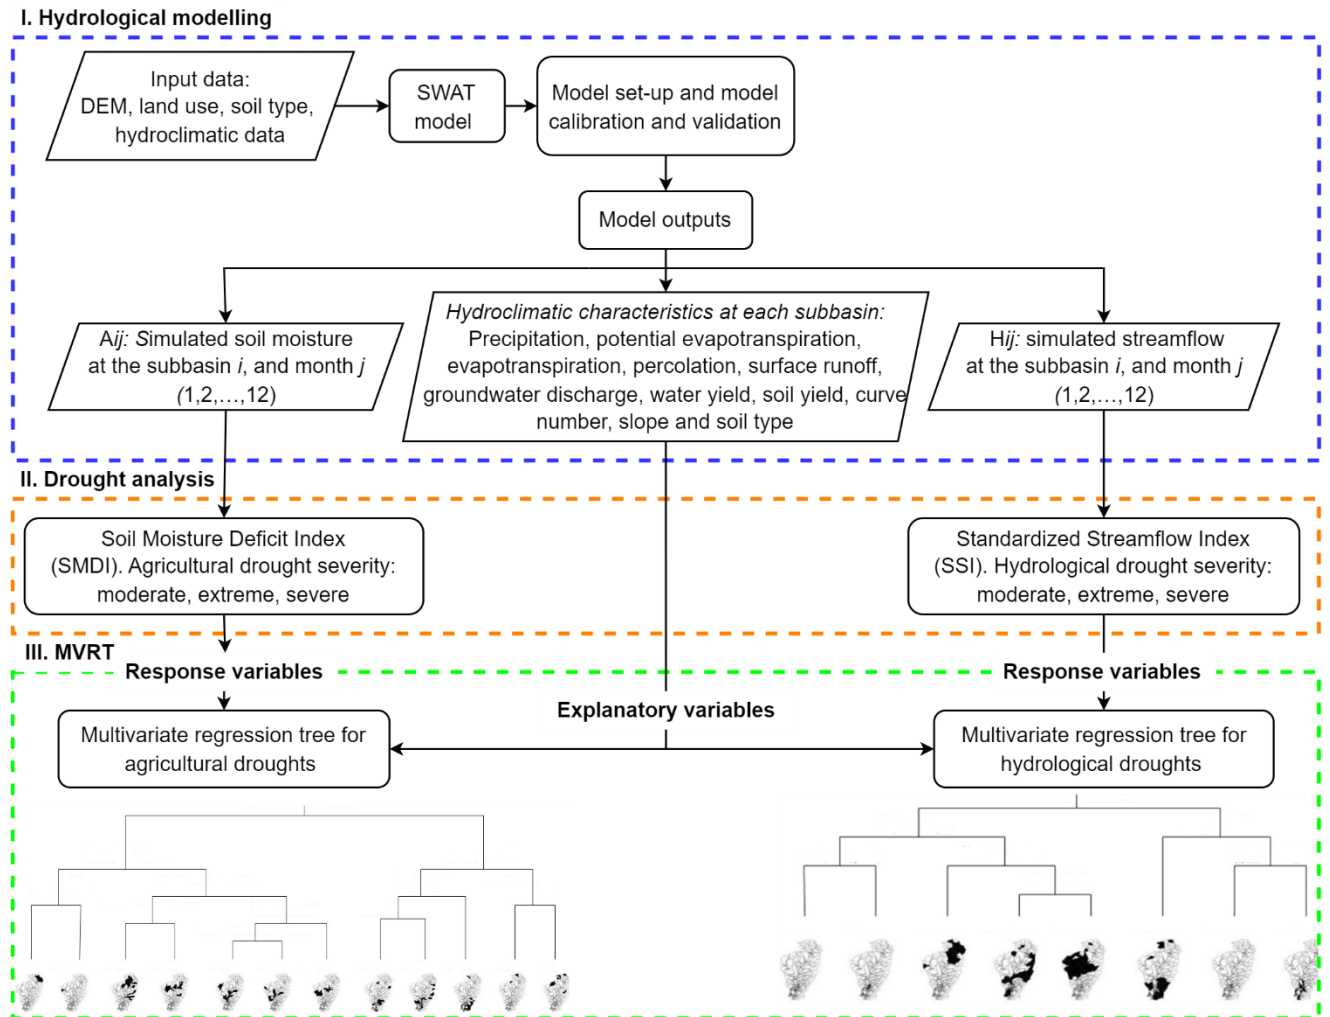 I. Hydrological modelling
Input data:
DEM, land use, soil type,
hydroclimatic data
SWAT
model
Model set-up and model
calibration and validation
Model outputs
Aij: Simulated soil moisture
at the subbasin i, and month j
(1,2,...,12)
Hydroclimatic characteristics at each subbasin:
Precipitation, potential evapotranspiration,
evapotranspiration, percolation, surface runoff,
groundwater discharge, water yield, soil yield, curve
number, slope and soil type
Hij: simulated streamflow
at the subbasin i, and month j
(1,2,...,12)
II. Drought analysis
Soil Moisture Deficit Index
(SMDI). Agricultural drought severity:
moderate, extreme, severe
Standardized Streamflow Index
(SSI). Hydrological drought severity:
moderate, extreme, severe
III. MVRT
Response variables
Response variables
Explanatory variables
Multivariate regression tree for
agricultural droughts
Multivariate regression tree for
hydrological droughts